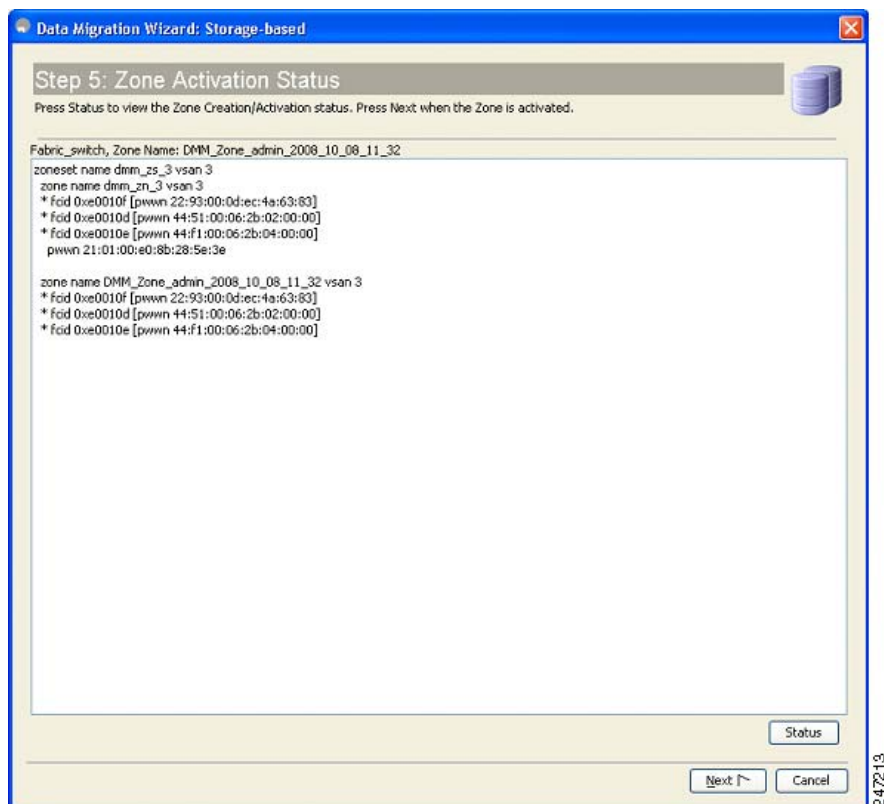 Data Migration Wizard: Storage-based
Step 5: Zone Activation Status
Press Status to view the Zone Creation/Activation status. Press Next when the Zone is activated.
Fabric_switch, Zone Name: DMM_Zone_admin_2008_10_08_11_32
zoneset name dmm_zs_3 vsan 3
zone name dmm_zn_3 vsan 3
* fcid 0xe0010f [pwwn 22:93:00:0d:ec:4a:63:83]
* fcid 0xe0010d [pwwn 44:51:00:06:2b:02:00:00]
* fcid 0xe0010e [pwwn 44:f1:00:06:2b:04:00:00]
pwwn 21:01:00:e0:8b:28:5e:3e
zone name DMM_Zone_admin_2008_10_08_11_32 vsan 3
* fcid 0xe0010f [pwwn 22:93:00:0d:ec:4a:63:83]
* fcid 0xe0010d [pwwn 44:51:00:06:2b:02:00:00]
* fcid 0xe0010e [pwwn 44:f1:00:06:2b:04:00:00]
Status
Next
Cancel
247213